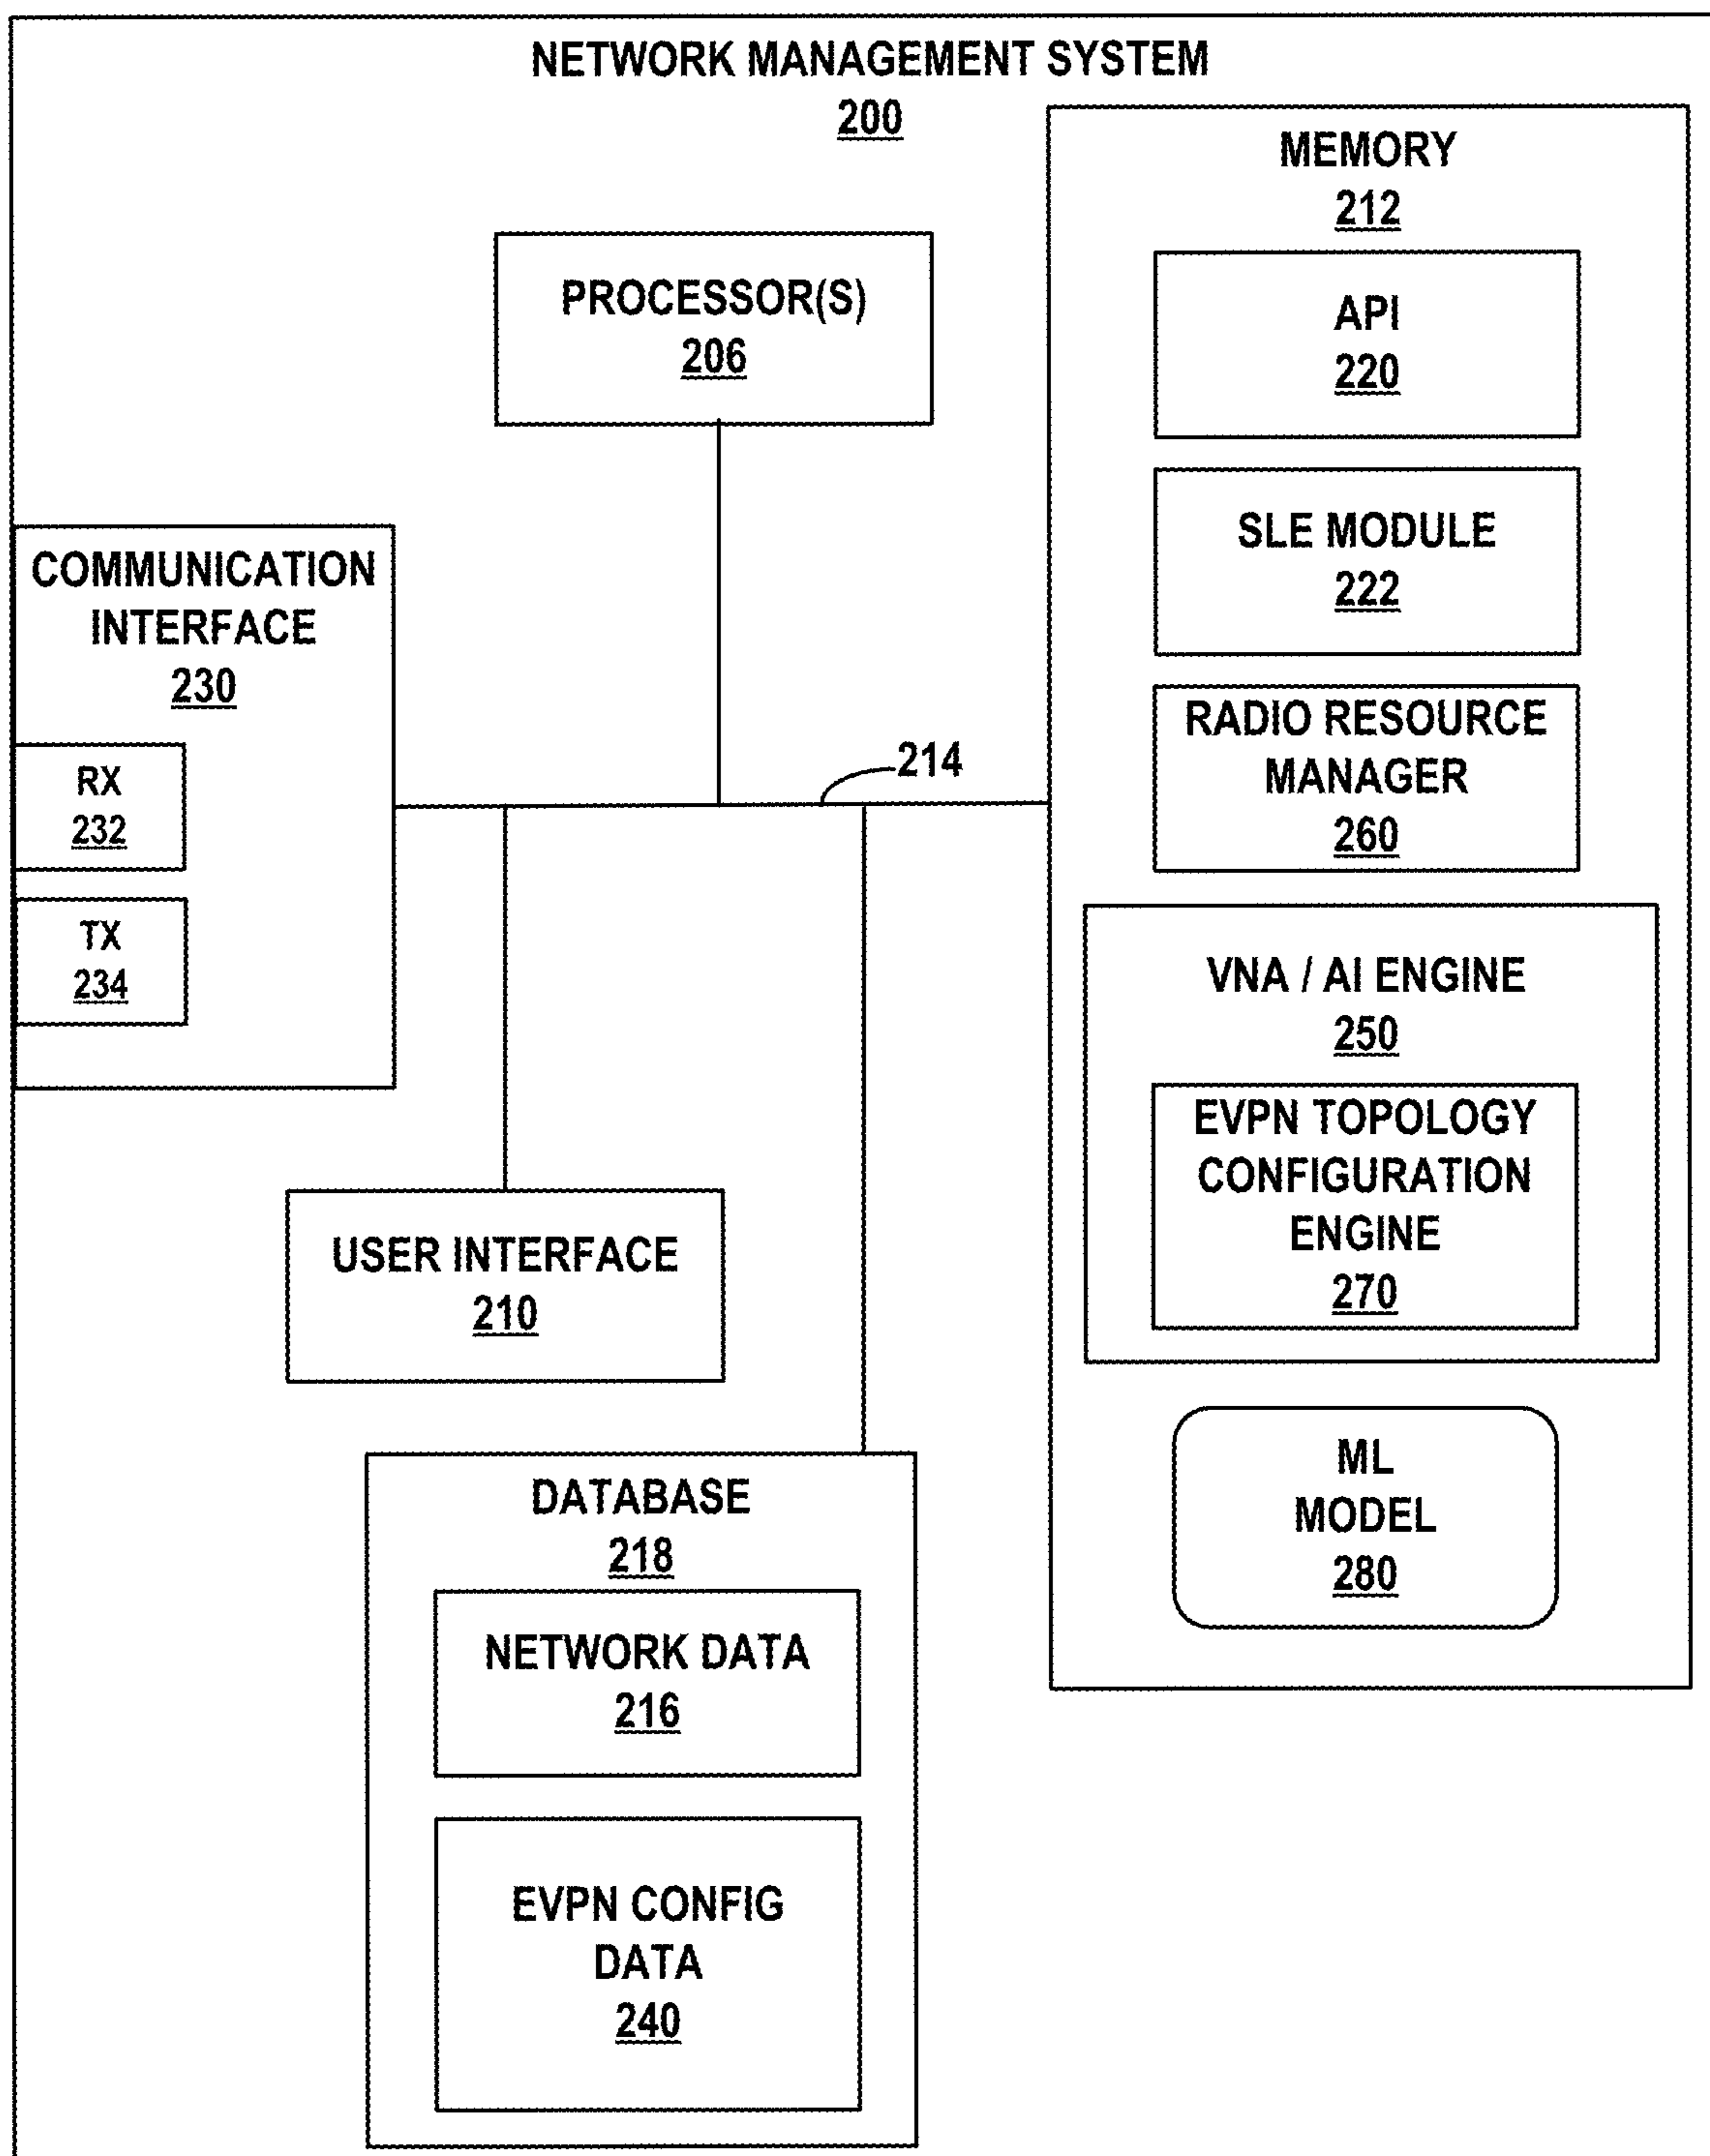 NETWORK MANAGEMENT SYSTEM
200
PROCESSOR(S)
206
COMMUNICATION
INTERFACE
230
RX
232
TX
234
214
USER INTERFACE
210
DATABASE
218
NETWORK DATA
216
EVPN CONFIG
DATA
240
MEMORY
212
API
220
SLE MODULE
222
RADIO RESOURCE
MANAGER
260
VNA / AI ENGINE
250
EVPN TOPOLOGY
CONFIGURATION
ENGINE
270
ML
MODEL
280